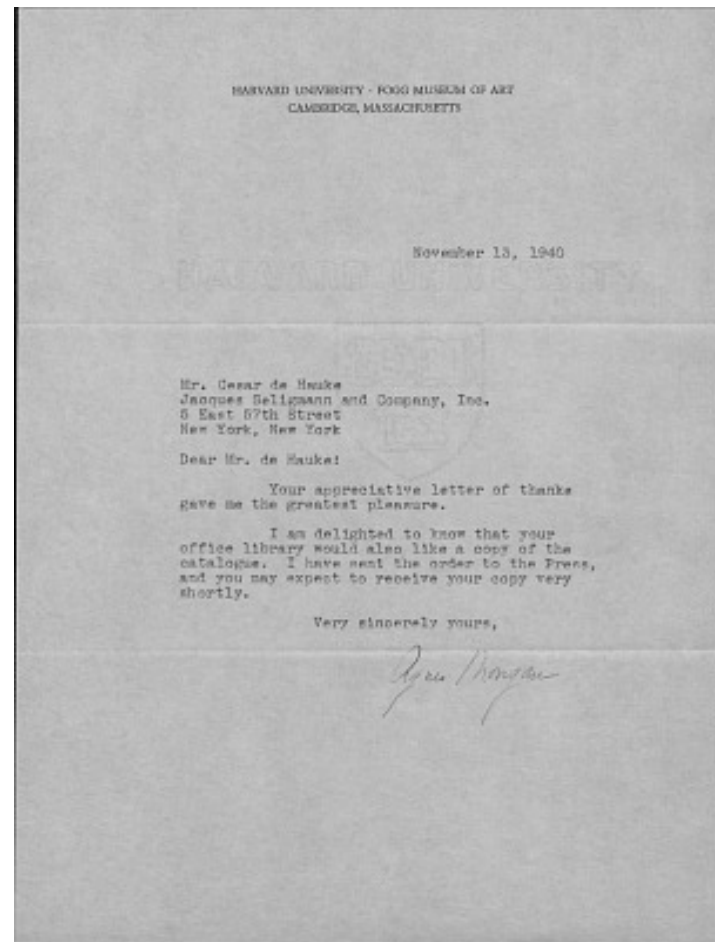 HARVARD UNIVERSITY · FOGG MUSEUM OF ART
CAMBRIDGE, MASSACHUSETTS
November 13, 1940
Mr. Cesar de Hauke
Jacques Seligmann and Company, Inc.
5 East 57th Street
New York, New York
Dear Mr. de Hauke:
Your appreciative letter of thanks
gave me the greatest pleasure.
I am delighted to know that your
office library would also like a copy of the
catalogue. I have sent the order to the Press,
and you may expect to receive your copy very
shortly.
Very sincerely yours,
Agnes Mongan